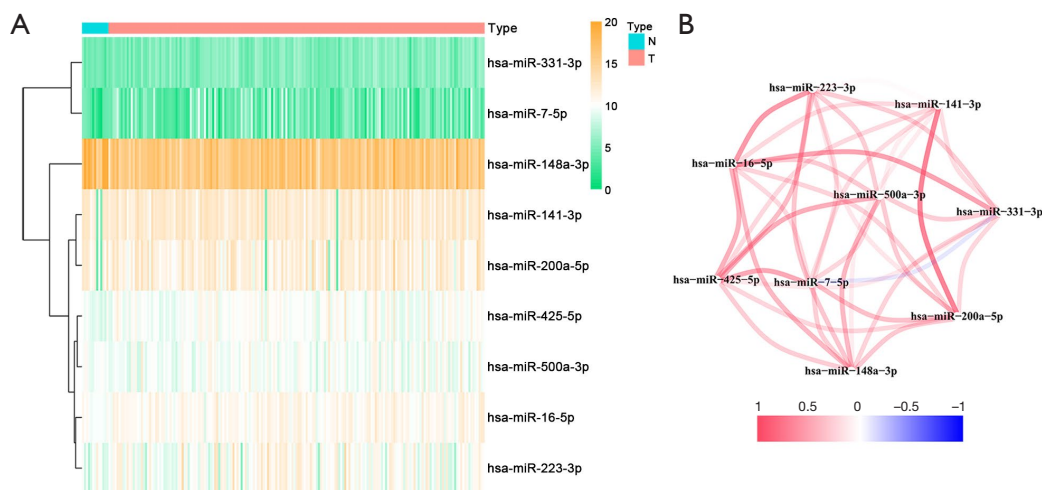 A
Type
hsa-miR-331-3p
hsa-miR-7-5p
hsa-miR-148a-3p
hsa-miR-141-3p
hsa-miR-200a-5p
hsa-miR-425-5p
hsa-miR-500a-3p
hsa-miR-16-5p
hsa-miR-223-3p
20
15
10
5
0
Type
N
T
B
hsa-miR-223-3p
hsa-miR-141-3p
hsa-miR-16-5p
hsa-miR-500a-3p
hsa-miR-331-3p
hsa-miR-425-5p
hsa-miR-7-5p
hsa-miR-200a-5p
hsa-miR-148a-3p
1 0.5 0 -0.5 -1